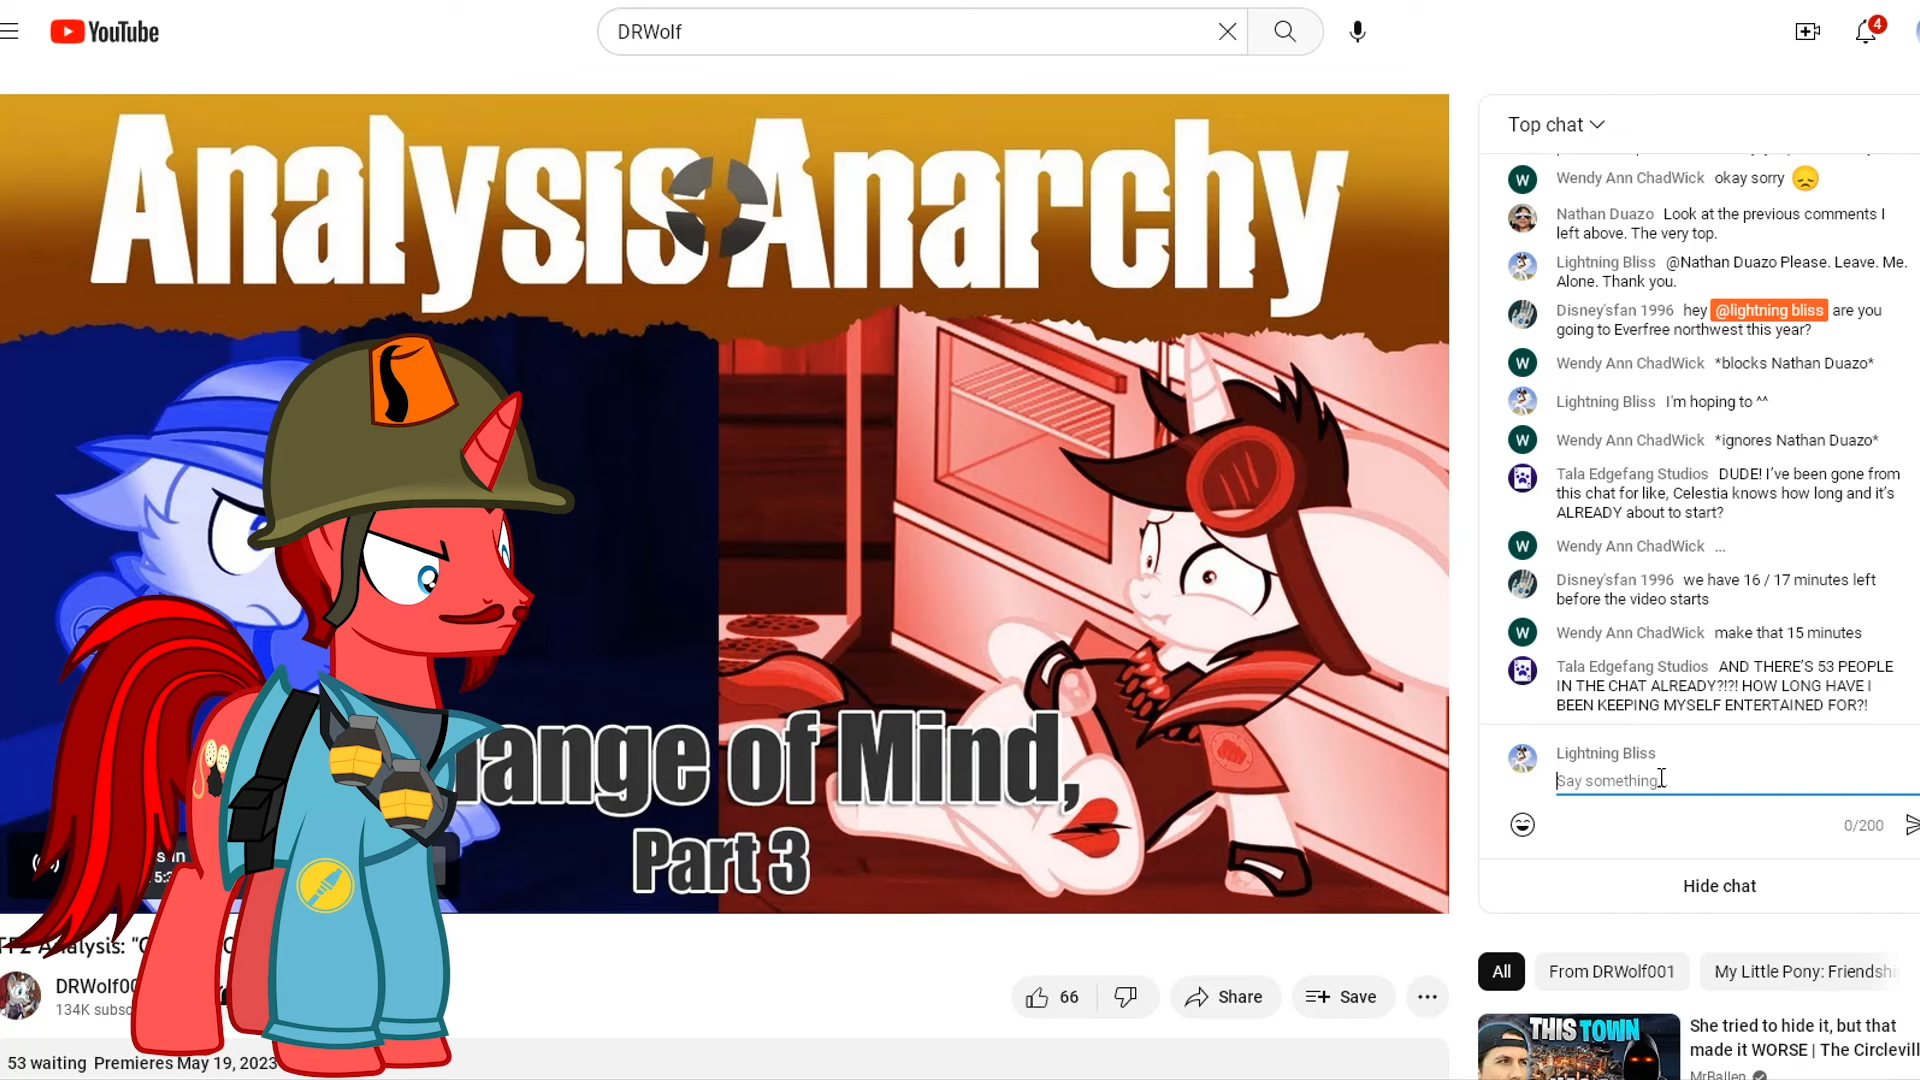 YouTube
DRWolf
4
Analysis Anarchy
ange of Mind,
Part 3
Top chat
Wendy Ann ChadWick okay sorry
Nathan Duazo Look at the previous comments I
left above. The very top.
Lightning Bliss @Nathan Duazo Please. Leave. Me.
Alone. Thank you.
Disney'sfan 1996 hey @lightning bliss are you
going to Everfree northwest this year?
Wendy Ann ChadWick *blocks Nathan Duazo*
Lightning Bliss I'm hoping to ^^
Wendy Ann ChadWick *ignores Nathan Duazo*
Tala Edgefang Studios DUDE! I've been gone from
this chat for like, Celestia knows how long and it's
ALREADY about to start?
Wendy Ann ChadWick ...
Disney'sfan 1996 we have 16 / 17 minutes left
before the video starts
Wendy Ann ChadWick make that 15 minutes
Tala Edgefang Studios AND THERE'S 53 PEOPLE
IN THE CHAT ALREADY?!?! HOW LONG HAVE I
BEEN KEEPING MYSELF ENTERTAINED FOR?!
Lightning Bliss
Say something
0/200
Hide chat
TF2 Analysis: "C
DRWolf00
134K subsc
66
Share
Save
53 waiting Premieres May 19, 2023
All
From DRWolf001
My Little Pony: Friendshi
THIS TOWN
She tried to hide it, but that
made it WORSE | The Circlevill
MrBallen